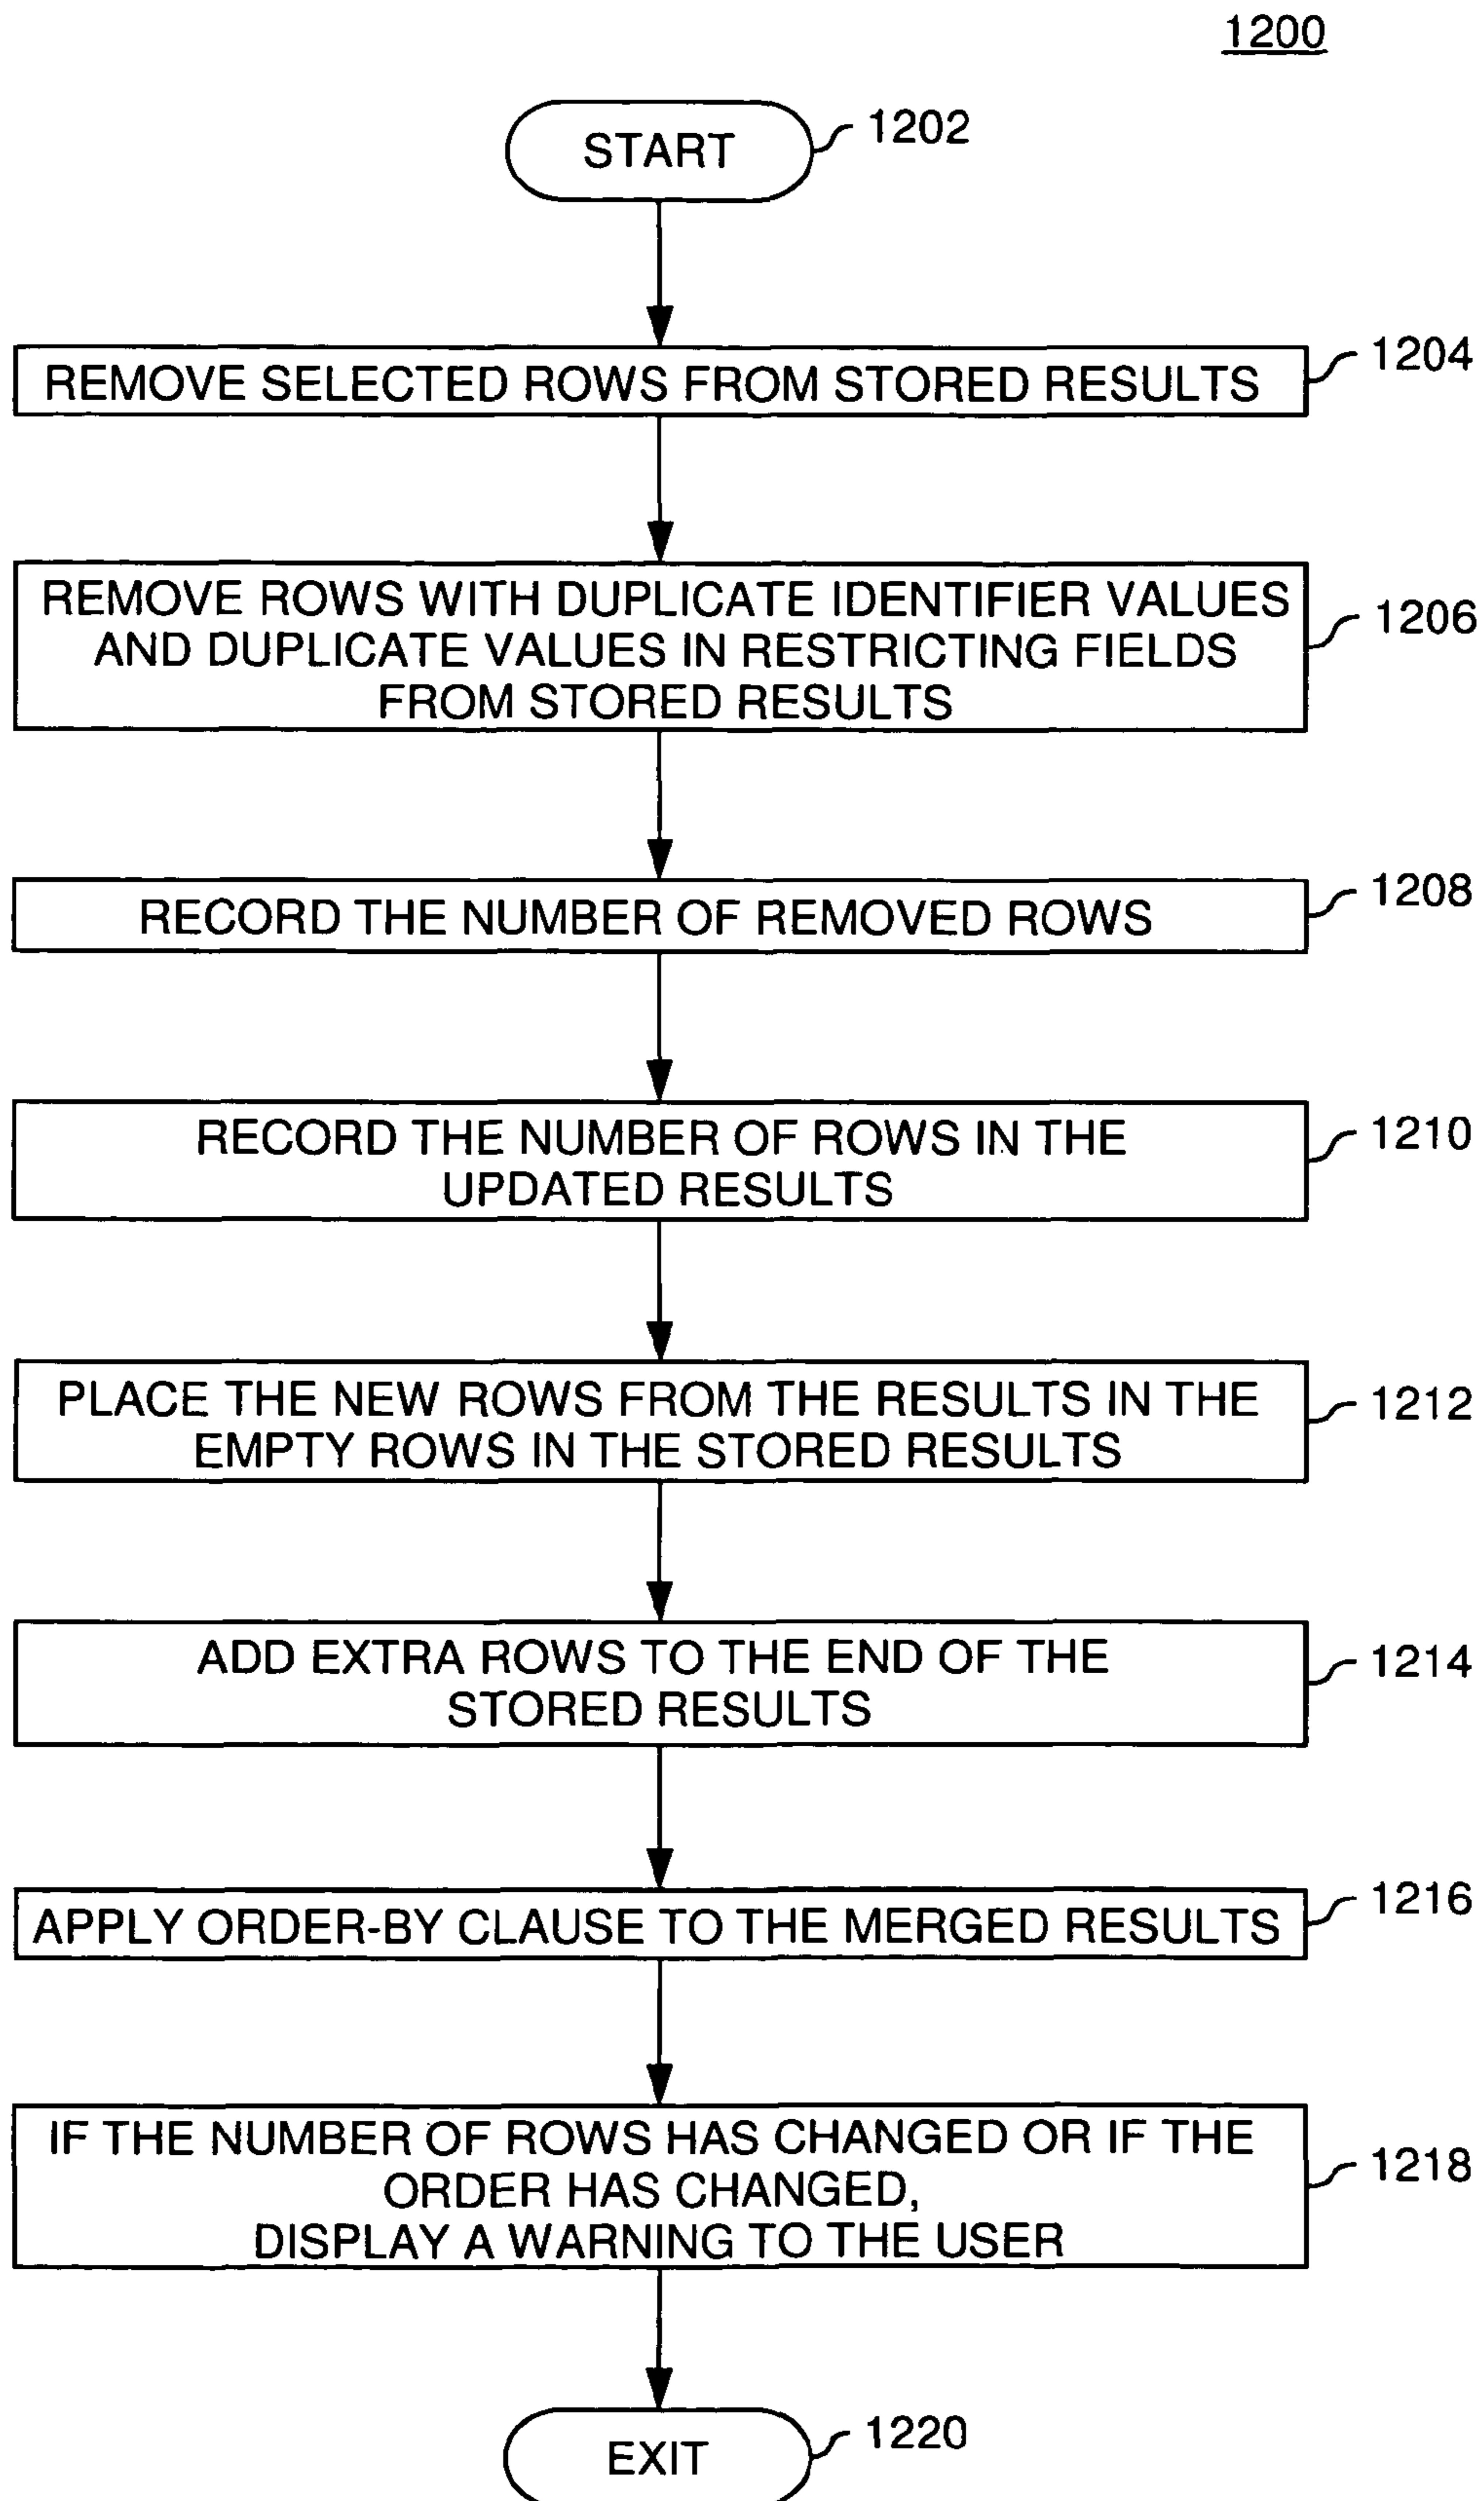 1200
START
1202
REMOVE SELECTED ROWS FROM STORED RESULTS
1204
REMOVE ROWS WITH DUPLICATE IDENTIFIER VALUES
AND DUPLICATE VALUES IN RESTRICTING FIELDS
FROM STORED RESULTS
1206
RECORD THE NUMBER OF REMOVED ROWS
1208
RECORD THE NUMBER OF ROWS IN THE
UPDATED RESULTS
1210
PLACE THE NEW ROWS FROM THE RESULTS IN THE
EMPTY ROWS IN THE STORED RESULTS
1212
ADD EXTRA ROWS TO THE END OF THE
STORED RESULTS
1214
APPLY ORDER-BY CLAUSE TO THE MERGED RESULTS
1216
IF THE NUMBER OF ROWS HAS CHANGED OR IF THE
ORDER HAS CHANGED,
DISPLAY A WARNING TO THE USER
1218
EXIT
1220